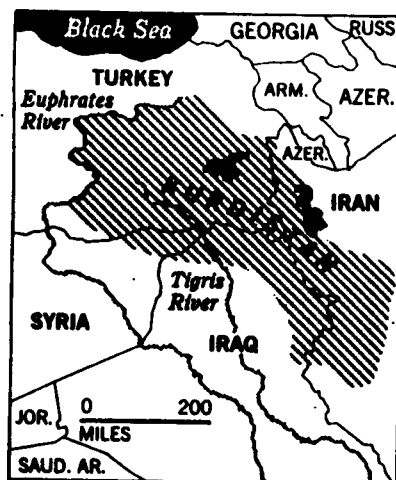 Black Sea
GEORGIA
RUSS
TURKEY
Euphrates
River
ARM.
AZER.
AZER.
IRAN
Tigris
River
SYRIA
IRAQ
JOR.
0 200
MILES
SAUD. AR.